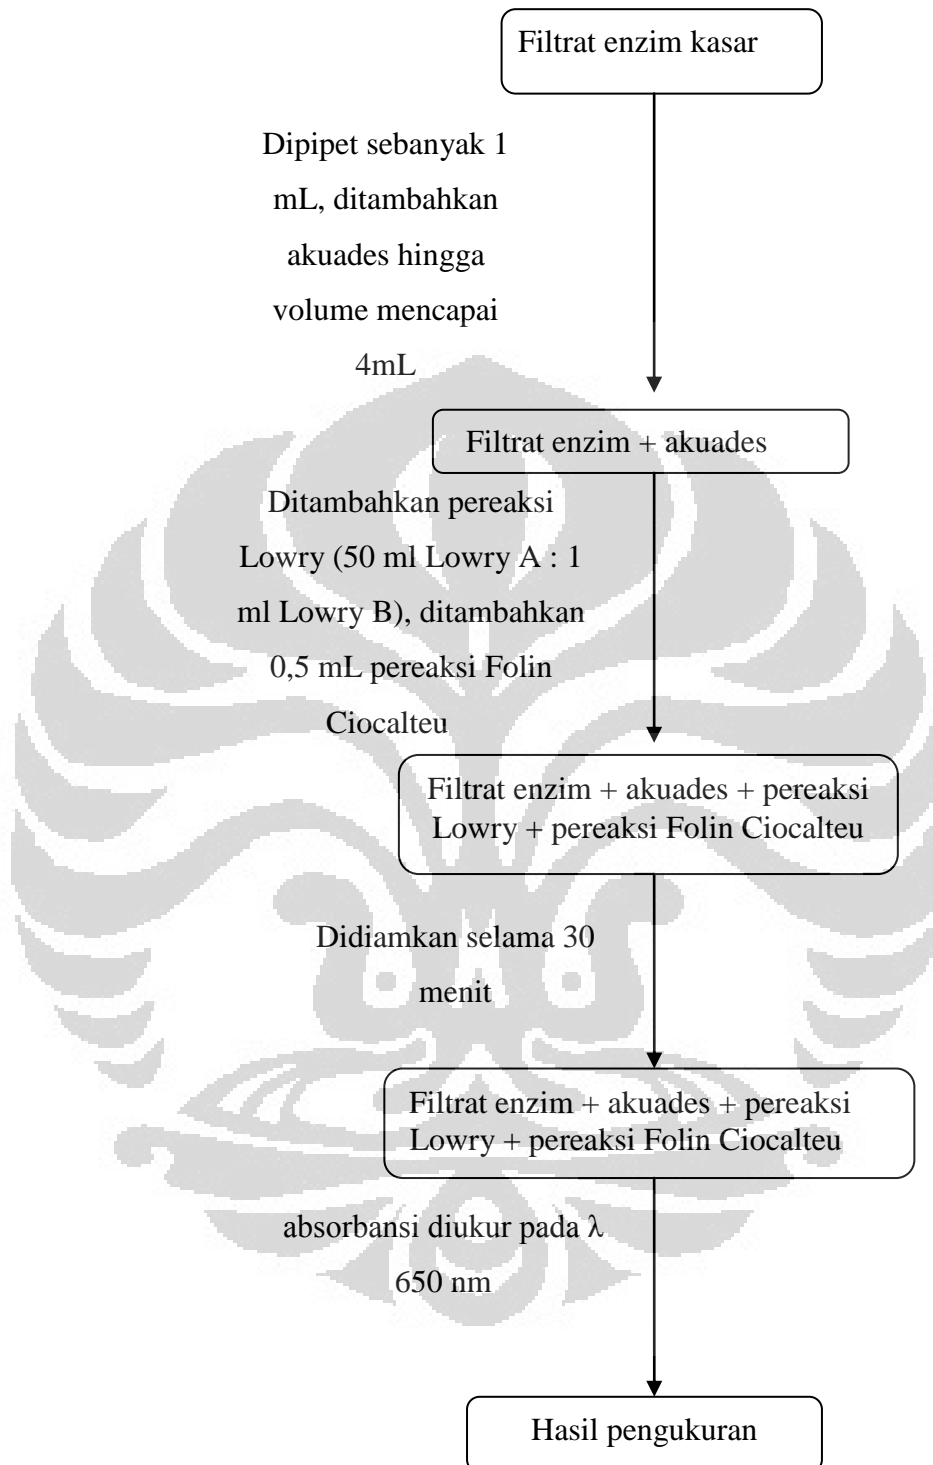 Filtrat enzim kasar
Dipipet sebanyak 1
mL, ditambahkan
akuades hingga
volume mencapai
4mL
Filtrat enzim + akuades
Ditambahkan pereaksi
Lowry (50 ml Lowry A : 1
ml Lowry B), ditambahkan
0,5 mL pereaksi Folin
Ciocalteu
Filtrat enzim + akuades + pereaksi
Lowry + pereaksi Folin Ciocalteu
Didiamkan selama 30
menit
Filtrat enzim + akuades + pereaksi
Lowry + pereaksi Folin Ciocalteu
absorbansi diukur pada λ
650 nm
Hasil pengukuran